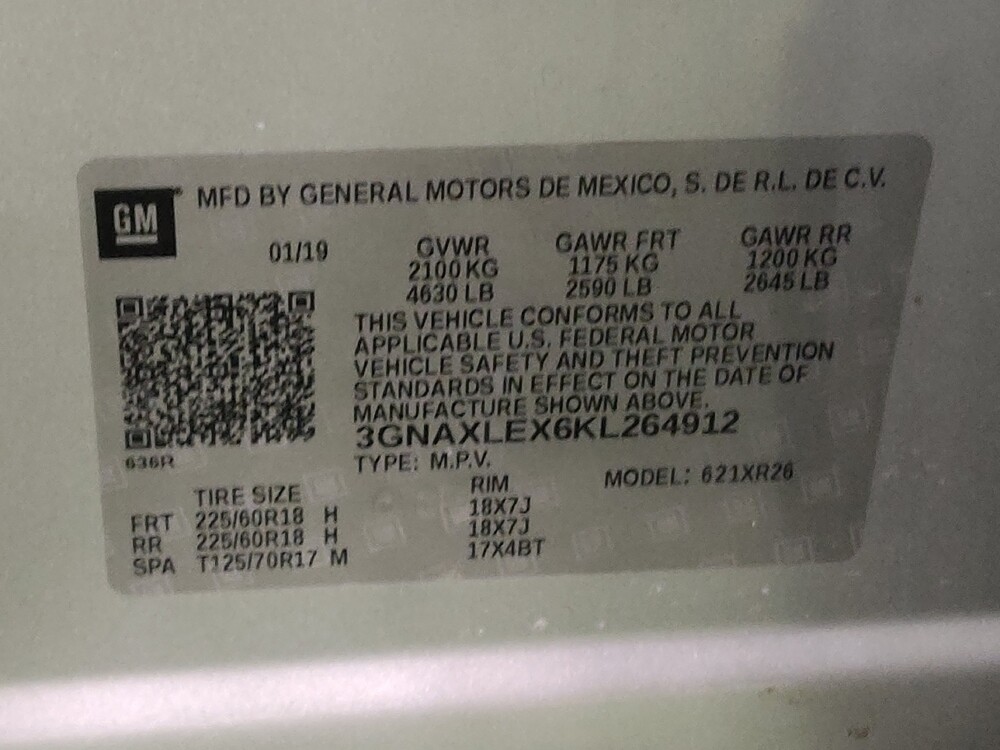 GM
MFD BY GENERAL MOTORS DE MEXICO, S. DE R.L. DE C.V.
01/19 GVWR GAWR FRT GAWR RR
2100 KG 1175 KG 1200 KG
4630 LB 2590 LB 2645 LB
THIS VEHICLE CONFORMS TO ALL
APPLICABLE U.S. FEDERAL MOTOR
VEHICLE SAFETY AND THEFT PREVENTION
STANDARDS IN EFFECT ON THE DATE OF
MANUFACTURE SHOWN ABOVE.
3GNAXLEX6KL264912
636R
TYPE: M.P.V. MODEL: 621XR26
TIRE SIZE RIM
FRT 225/60R18 H 18X7J
RR 225/60R18 H 18X7J
SPA T125/70R17 M 17X4BT